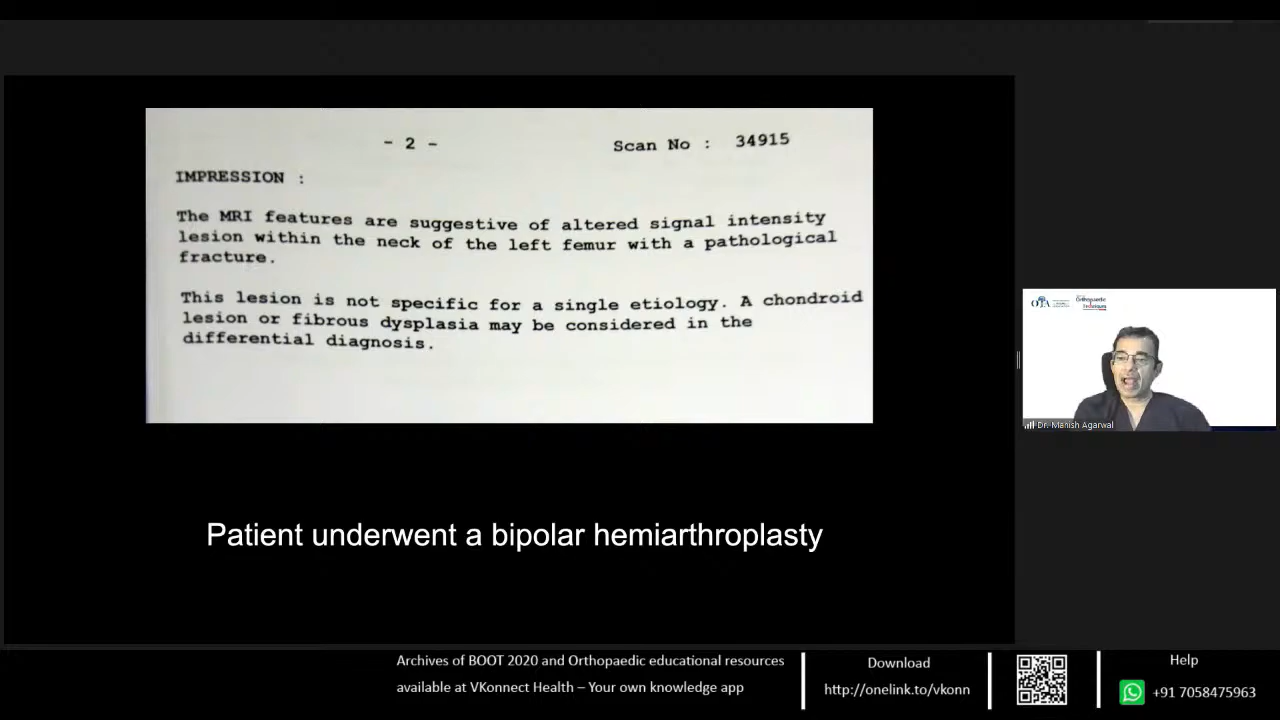 - 2 -
Scan No : 34915
IMPRESSION :
The MRI features are suggestive of altered signal intensity
lesion within the neck of the left femur with a pathological
fracture.
This lesion is not specific for a single etiology. A chondroid
lesion or fibrous dysplasia may be considered in the
differential diagnosis.
Patient underwent a bipolar hemiarthroplasty
Dr. Manish Agarwal
Archives of BOOT 2020 and Orthopaedic educational resources
available at VKonnect Health – Your own knowledge app
Download
http://onelink.to/vkonn
Help
+91 7058475963